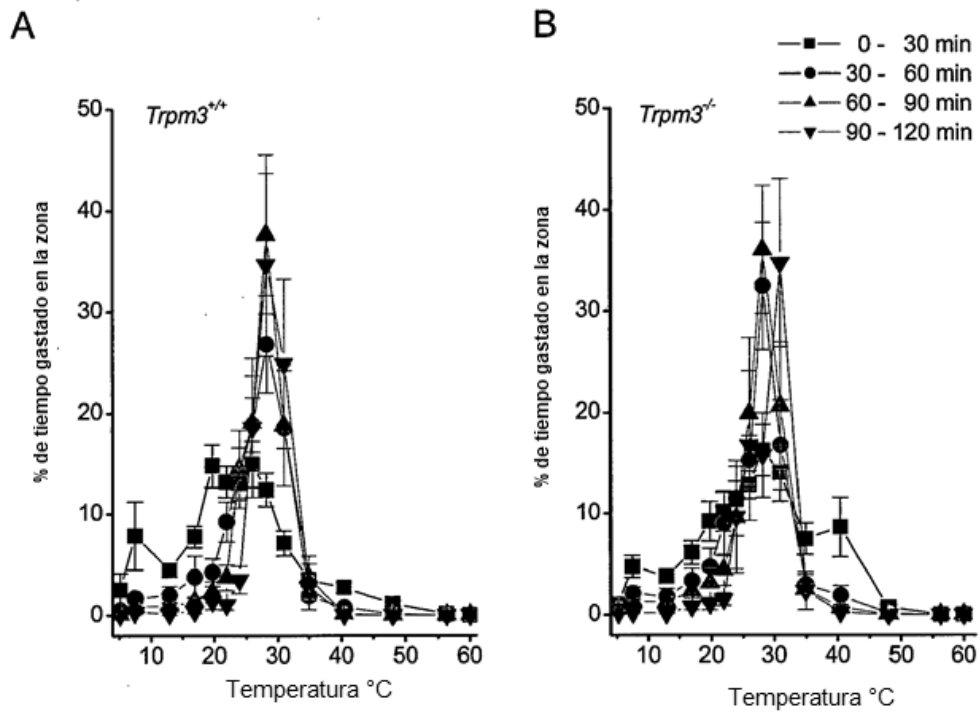 A
B
0 - 30 min
30 - 60 min
60 - 90 min
90 - 120 min
Trpm3+/+
Trpm3-/-
% de tiempo gastado en la zona
50
40
30
20
10
0
10 20 30 40 50 60
Temperatura °C
% de tiempo gastado en la zona
50
40
30
20
10
0
10 20 30 40 50 60
Temperatura °C